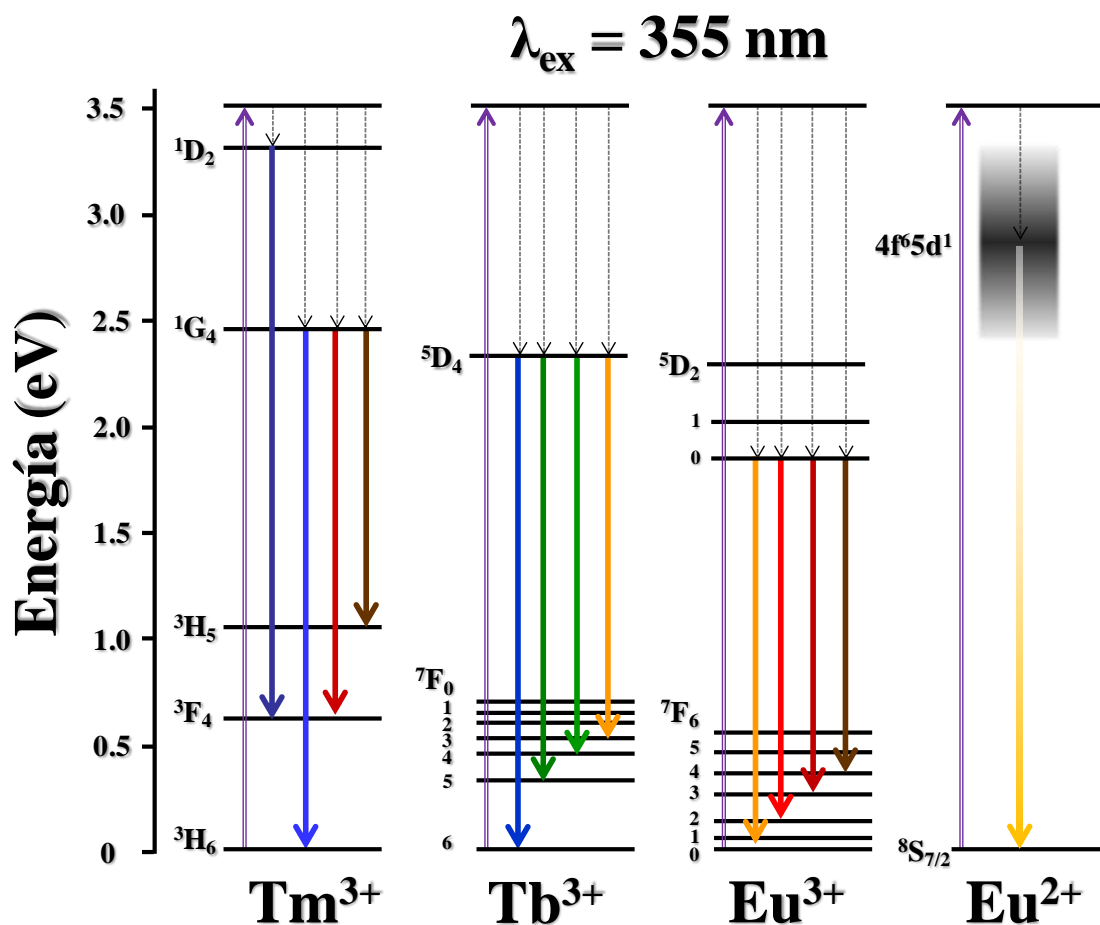 λex = 355 nm
Energía (eV)
3.5
3.0
2.5
2.0
1.5
1.0
0.5
0
¹D₂
¹G₄
³H₅
³F₄
³H₆
⁵D₄
⁷F₀
1
2
3
4
5
6
⁵D₂
1
0
⁷F₆
5
4
3
2
1
0
4f⁶5d¹
⁸S₇/₂
Tm³⁺
Tb³⁺
Eu³⁺
Eu²⁺